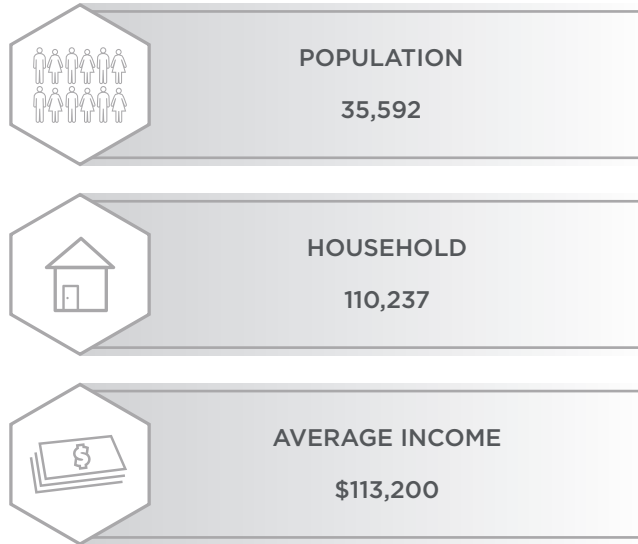 POPULATION
35,592
HOUSEHOLD
110,237
$
AVERAGE INCOME
$113,200